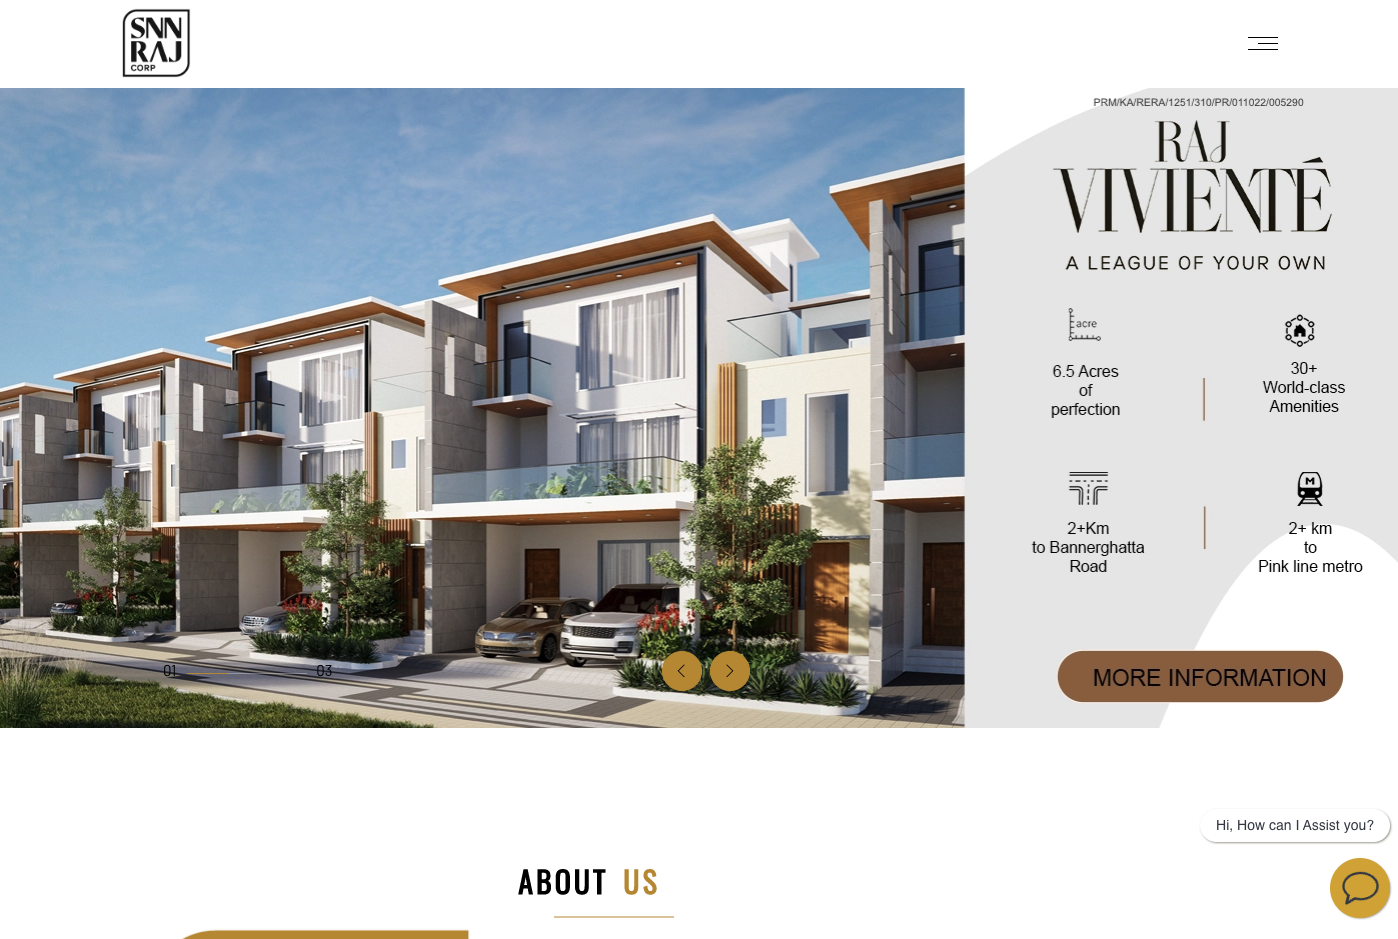 SNN
RAJ
CORP
PRM/KA/RERA/1251/310/PR/011022/005290
RAJ
VIVIENTÉ
A LEAGUE OF YOUR OWN
acre
6.5 Acres
of
perfection
30+
World-class
Amenities
2+Km
to Bannerghatta
Road
M
2+ km
to
Pink line metro
01
03
MORE INFORMATION
Hi, How can I Assist you?
ABOUT US